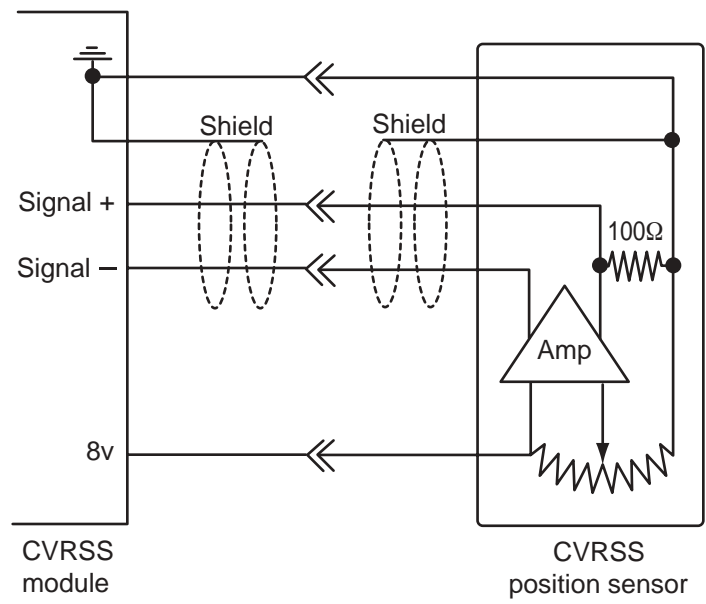 Shield
Shield
Signal +
100Ω
Signal –
Amp
8v
CVRSS
module
CVRSS
position sensor